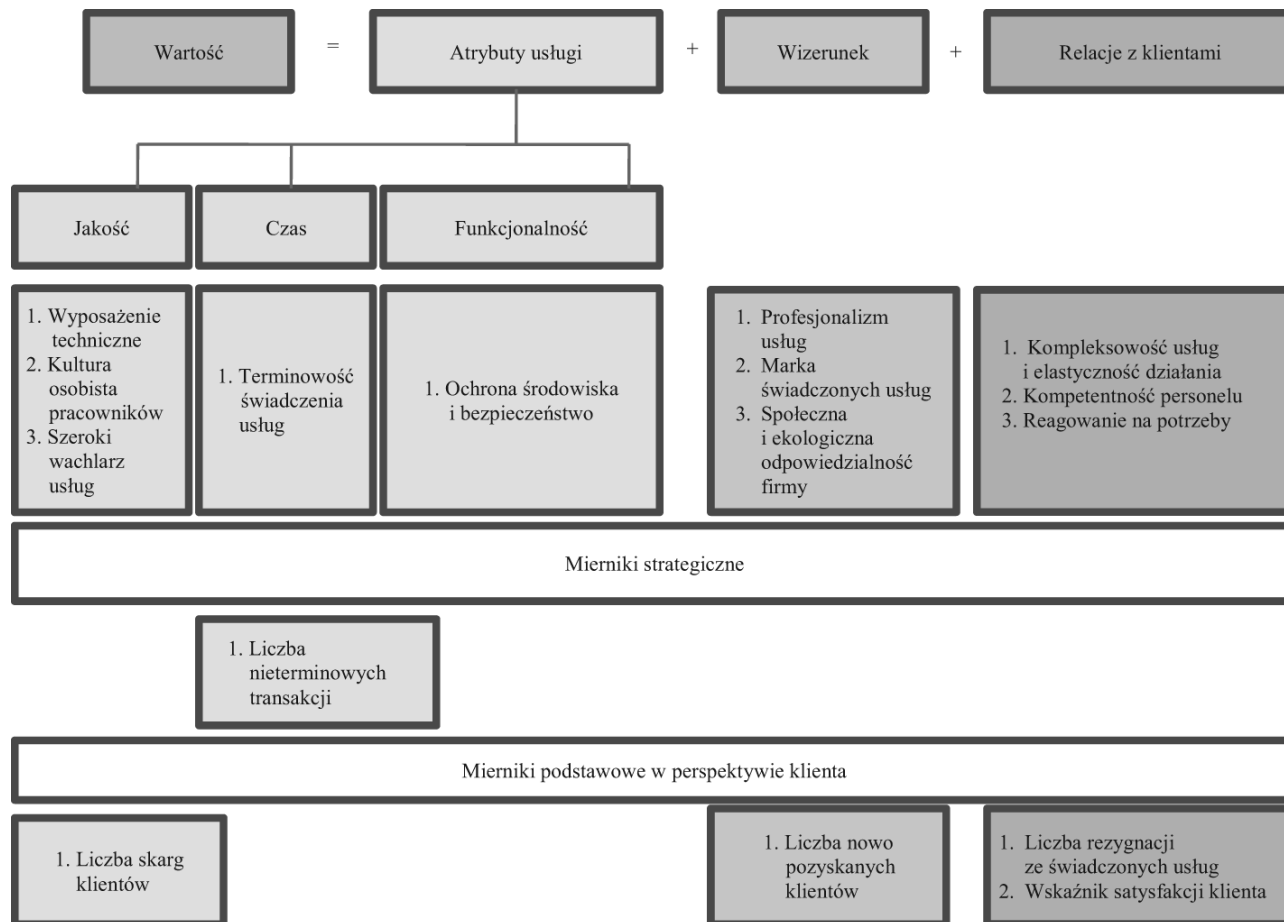 Wartość
=
Atrybuty usługi
+
Wizerunek
+
Relacje z klientami
Jakość
Czas
Funkcjonalność
1. Wyposażenie
techniczne
2. Kultura
osobista
pracowników
3. Szeroki
wachlarz
usług
1. Terminowość
świadczenia
usług
1. Ochrona środowiska
i bezpieczeństwo
1. Profesjonalizm
usług
2. Marka
świadczonych usług
3. Społeczna
i ekologiczna
odpowiedzialność
firmy
1. Kompleksowość usług
i elastyczność działania
2. Kompetentność personelu
3. Reagowanie na potrzeby
Mierniki strategiczne
1. Liczba
nieterminowych
transakcji
Mierniki podstawowe w perspektywie klienta
1. Liczba skarg
klientów
1. Liczba nowo
pozyskanych
klientów
1. Liczba rezygnacji
ze świadczonych usług
2. Wskaźnik satysfakcji klienta